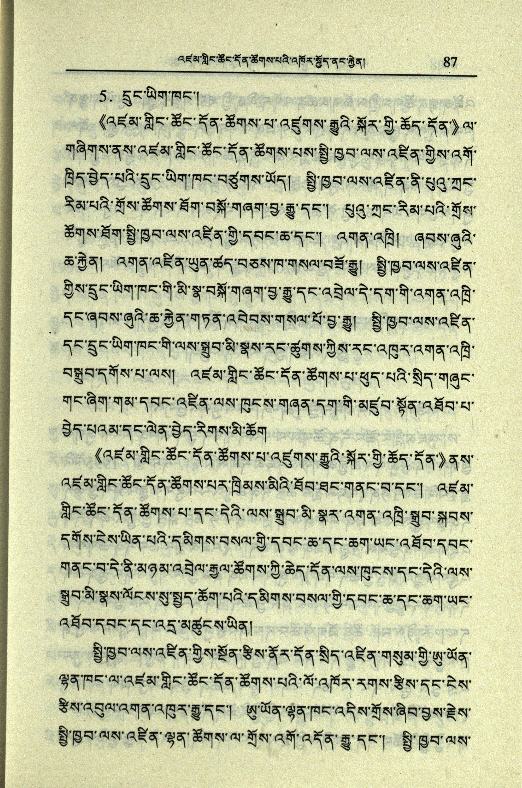 འཛམ་གླིང་ཚོང་དོན་ཚོགས་པའི་འཁོར་སྤྱོད་ནང་རྐྱེན། 87
5. དྲུང་ཡིག་ཁང་།
《འཛམ་གླིང་ཚོང་དོན་ཚོགས་པ་འཛུགས་རྒྱུའི་སྐོར་གྱི་ཆོད་དོན་》ལ་
གཞིགས་ནས་འཛམ་གླིང་ཚོང་དོན་ཚོགས་པས་སྤྱི་ཁྱབ་ལས་འཛིན་གྱིས་འགོ་
ཁྲིད་བྱེད་པའི་དྲུང་ཡིག་ཁང་བཙུགས་ཡོད། སྤྱི་ཁྱབ་ལས་འཛིན་ནི་པུའུ་ཀྲང་
རིམ་པའི་གྲོས་ཚོགས་ཐོག་བསྐོ་གཞག་བྱ་རྒྱུ་དང་། པུའུ་ཀྲང་རིམ་པའི་གྲོས་
ཚོགས་ཐོག་སྤྱི་ཁྱབ་ལས་འཛིན་གྱི་དབང་ཆ་དང་། འགན་འཁྲི། ཞབས་ཞུའི་
ཆ་རྐྱེན། འགན་འཛིན་ཡུན་ཚད་བཅས་ཁ་གསལ་བཟོ་རྒྱུ། སྤྱི་ཁྱབ་ལས་འཛིན་
གྱིས་དྲུང་ཡིག་ཁང་གི་མི་སྣ་བསྐོ་གཞག་བྱ་རྒྱུ་དང་འབྲེལ་དེ་དག་གི་འགན་འཁྲི་
དང་ཞབས་ཞུའི་ཆ་རྐྱེན་གཏན་འབེབས་གསལ་པོ་བྱ་རྒྱུ། སྤྱི་ཁྱབ་ལས་འཛིན་
དང་དྲུང་ཡིག་ཁང་གི་ལས་སྒྲུབ་མི་སྣས་རང་ཚུགས་ཀྱིས་རང་འཁུར་འགན་འཁྲི་
བསྒྲུབ་དགོས་པ་ལས། འཛམ་གླིང་ཚོང་དོན་ཚོགས་པ་ཕུད་པའི་སྲིད་གཞུང་
གང་ཞིག་གམ་དབང་འཛིན་ལས་ཁུངས་གཞན་དག་གི་མཛུབ་སྟོན་འཐོབ་པ་
བྱེད་པའམ་དང་ལེན་བྱེད་རིགས་མི་ཆོག
《འཛམ་གླིང་ཚོང་དོན་ཚོགས་པ་འཛུགས་རྒྱུའི་སྐོར་གྱི་ཆོད་དོན་》ནས་
འཛམ་གླིང་ཚོང་དོན་ཚོགས་པར་ཁྲིམས་མིའི་ཐོབ་ཐང་གནང་བ་དང་། འཛམ་
གླིང་ཚོང་དོན་ཚོགས་པ་དང་དེའི་ལས་སྒྲུབ་མི་སྣར་འགན་འཁྲི་སྒྲུབ་སྐབས་
དགོས་ངེས་ཡིན་པའི་དམིགས་བསལ་གྱི་དབང་ཆ་དང་ཆག་ཡང་འཐོབ་དབང་
གནང་བ་དེ་ནི་མཉམ་འབྲེལ་རྒྱལ་ཚོགས་ཀྱི་ཆེད་དོན་ལས་ཁུངས་དང་དེའི་ལས་
སྒྲུབ་མི་སྣས་ལོངས་སུ་སྤྱད་ཆོག་པའི་དམིགས་བསལ་གྱི་དབང་ཆ་དང་ཆག་ཡང་
འཐོབ་དབང་དང་འདྲ་མཚུངས་ཡིན།
སྤྱི་ཁྱབ་ལས་འཛིན་གྱིས་སྔོན་རྩིས་ནོར་དོན་སྲིད་འཛིན་གསུམ་གྱི་ཨུ་ཡོན་
ལྷན་ཁང་ལ་འཛམ་གླིང་ཚོང་དོན་ཚོགས་པའི་ལོ་འཁོར་རགས་རྩིས་དང་ངེས་
རྩིས་འབུལ་འགན་འཁུར་རྒྱུ་དང་། ཨུ་ཡོན་ལྷན་ཁང་འདིས་གྲོས་ཞིབ་བྱས་རྗེས་
སྤྱི་ཁྱབ་ལས་འཛིན་ལྷན་ཚོགས་ལ་གྲོས་འགོ་འདོན་རྒྱུ་དང་། སྤྱི་ཁྱབ་ལས་